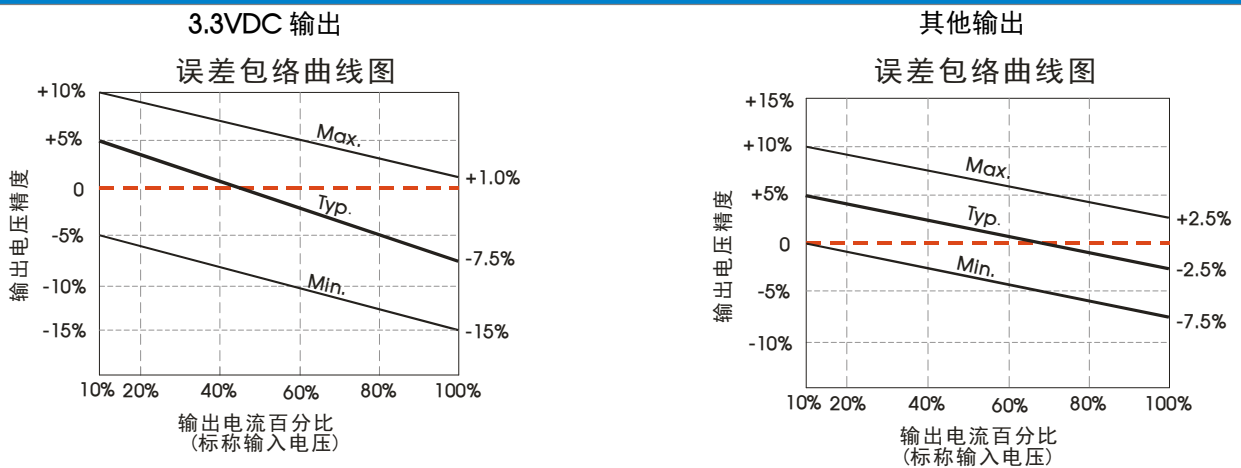 3.3VDC 输出
误差包络曲线图
+10%
+5%
0
-5%
-10%
-15%
输出电压精度
Max.
Typ.
Min.
+1.0%
-7.5%
-15%
10% 20% 40% 60% 80% 100%
输出电流百分比
(标称输入电压)
其他输出
误差包络曲线图
+15%
+10%
+5%
0
-5%
-10%
输出电压精度
Max.
Typ.
Min.
+2.5%
-2.5%
-7.5%
10% 20% 40% 60% 80% 100%
输出电流百分比
(标称输入电压)